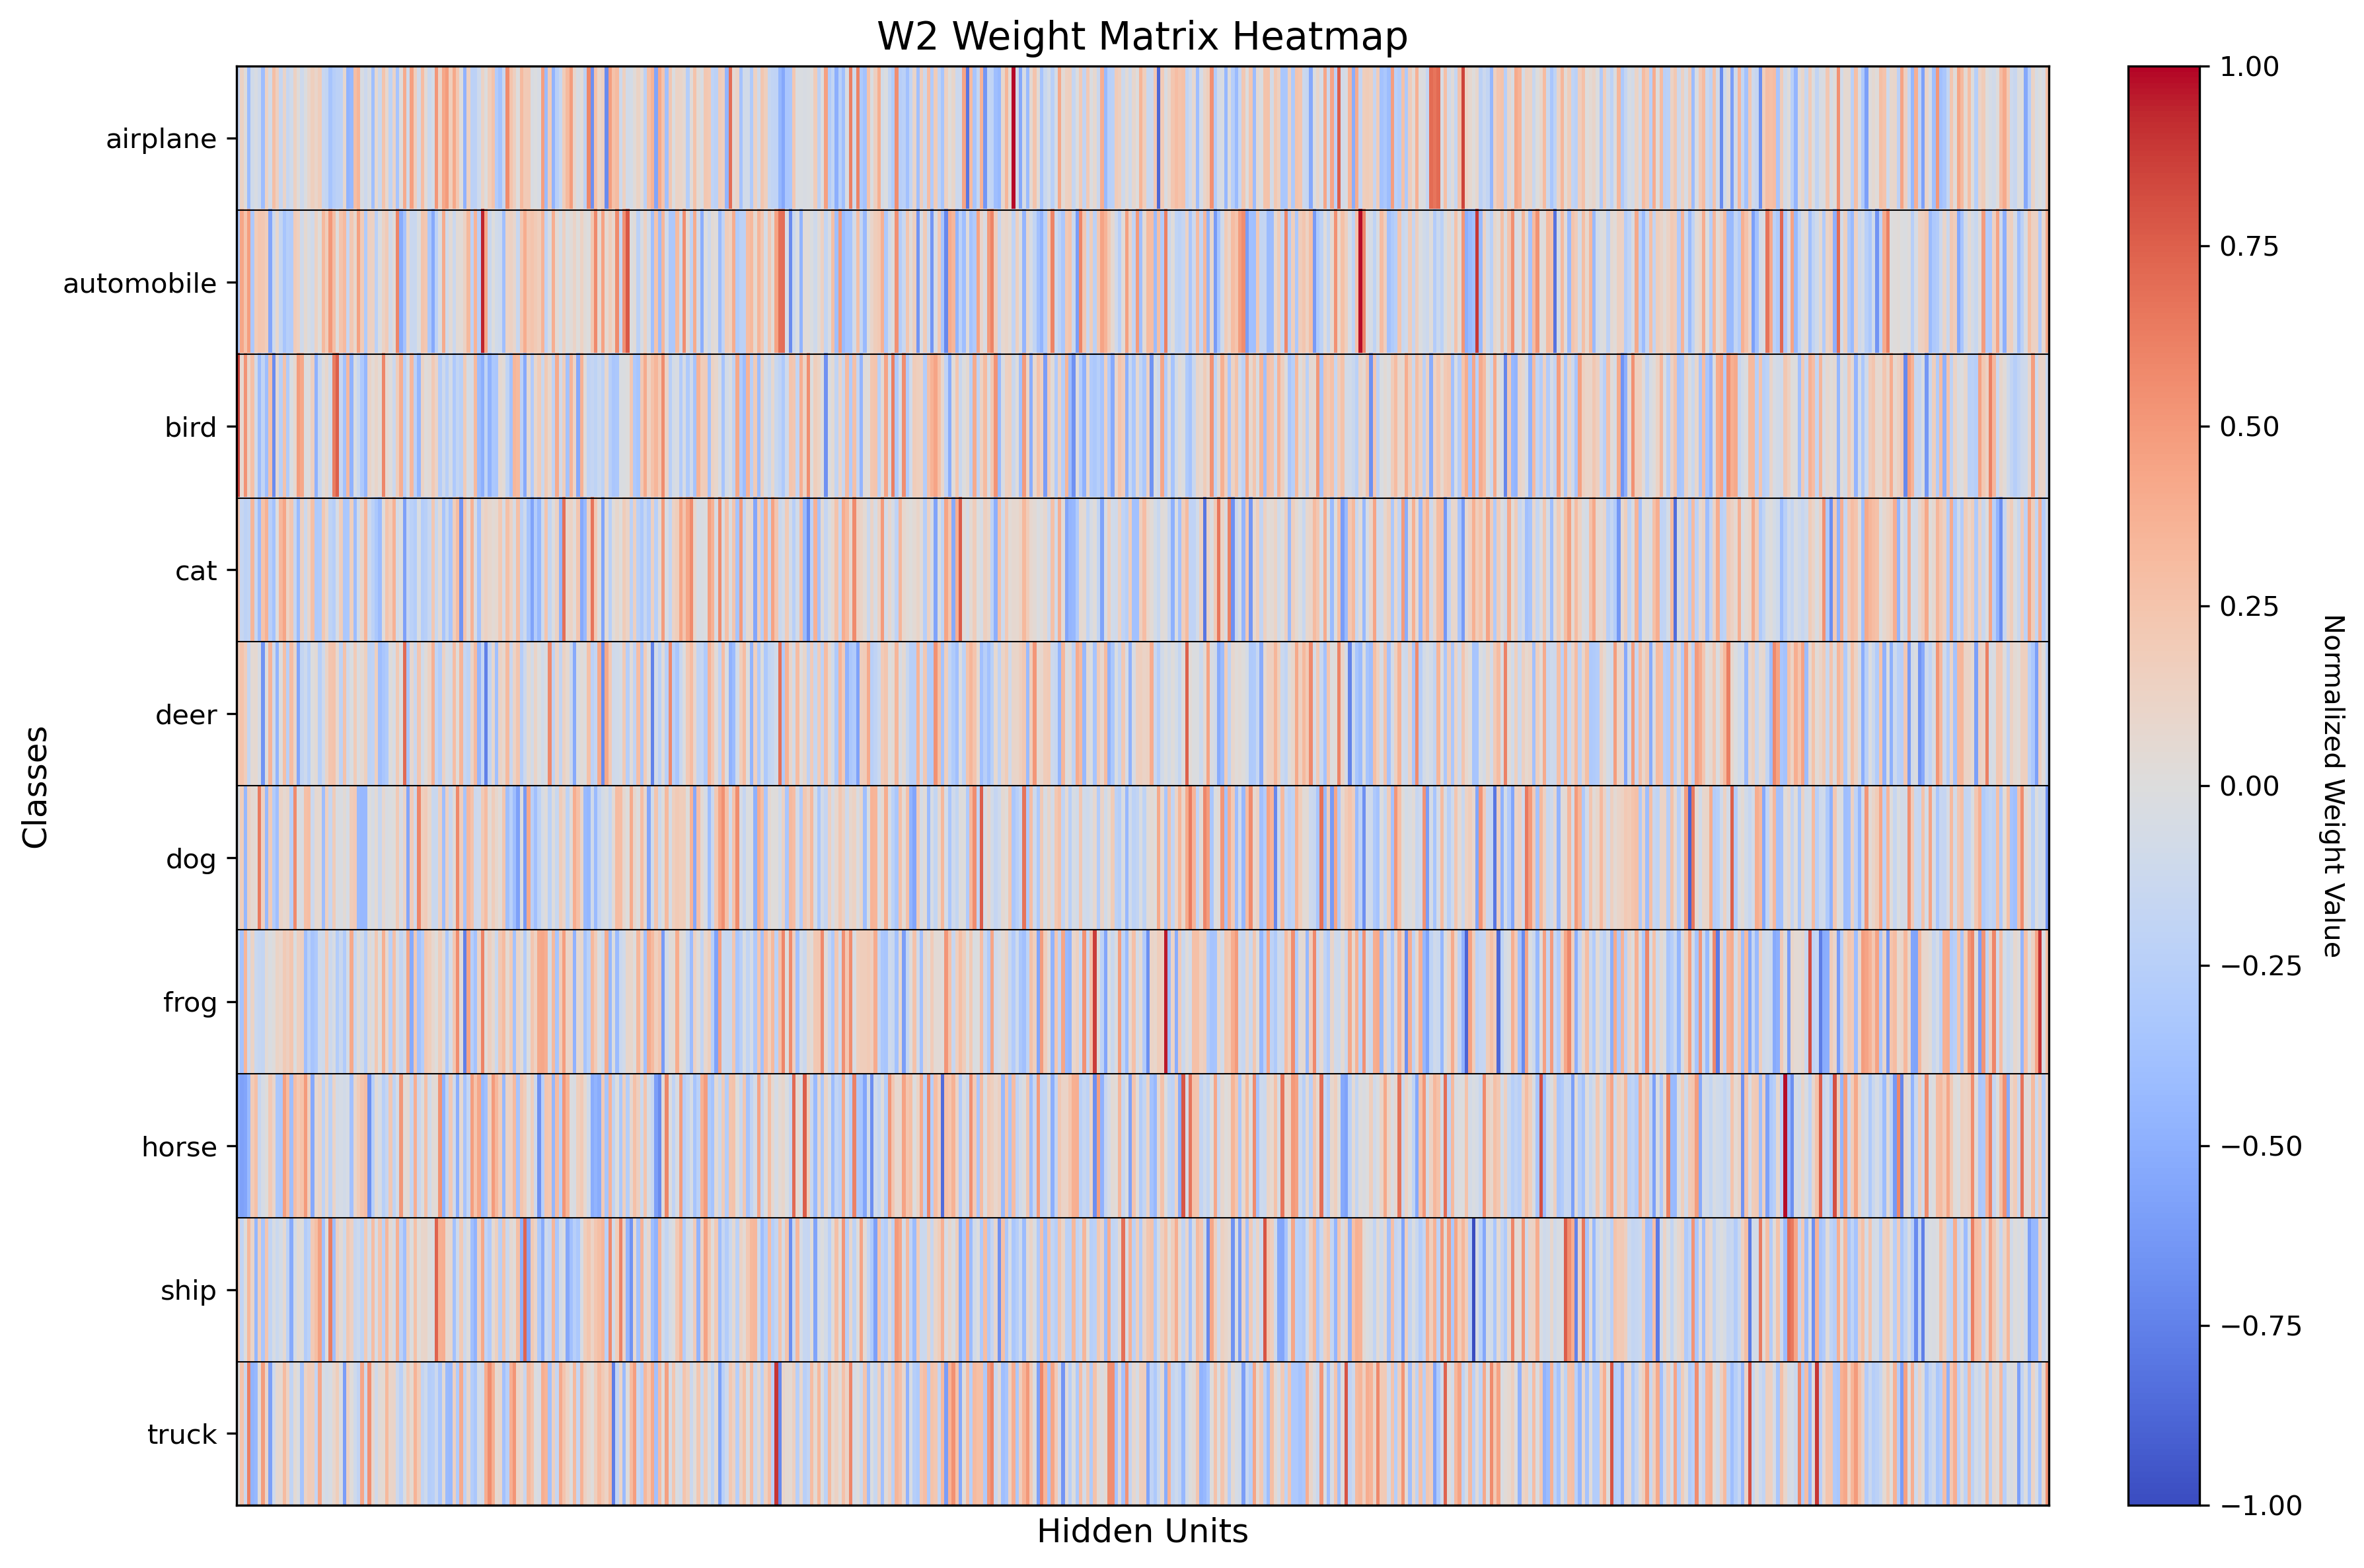 W2 Weight Matrix Heatmap
airplane
automobile
bird
cat
deer
dog
frog
horse
ship
truck
Classes
Hidden Units
1.00
0.75
0.50
0.25
0.00
−0.25
−0.50
−0.75
−1.00
Normalized Weight Value